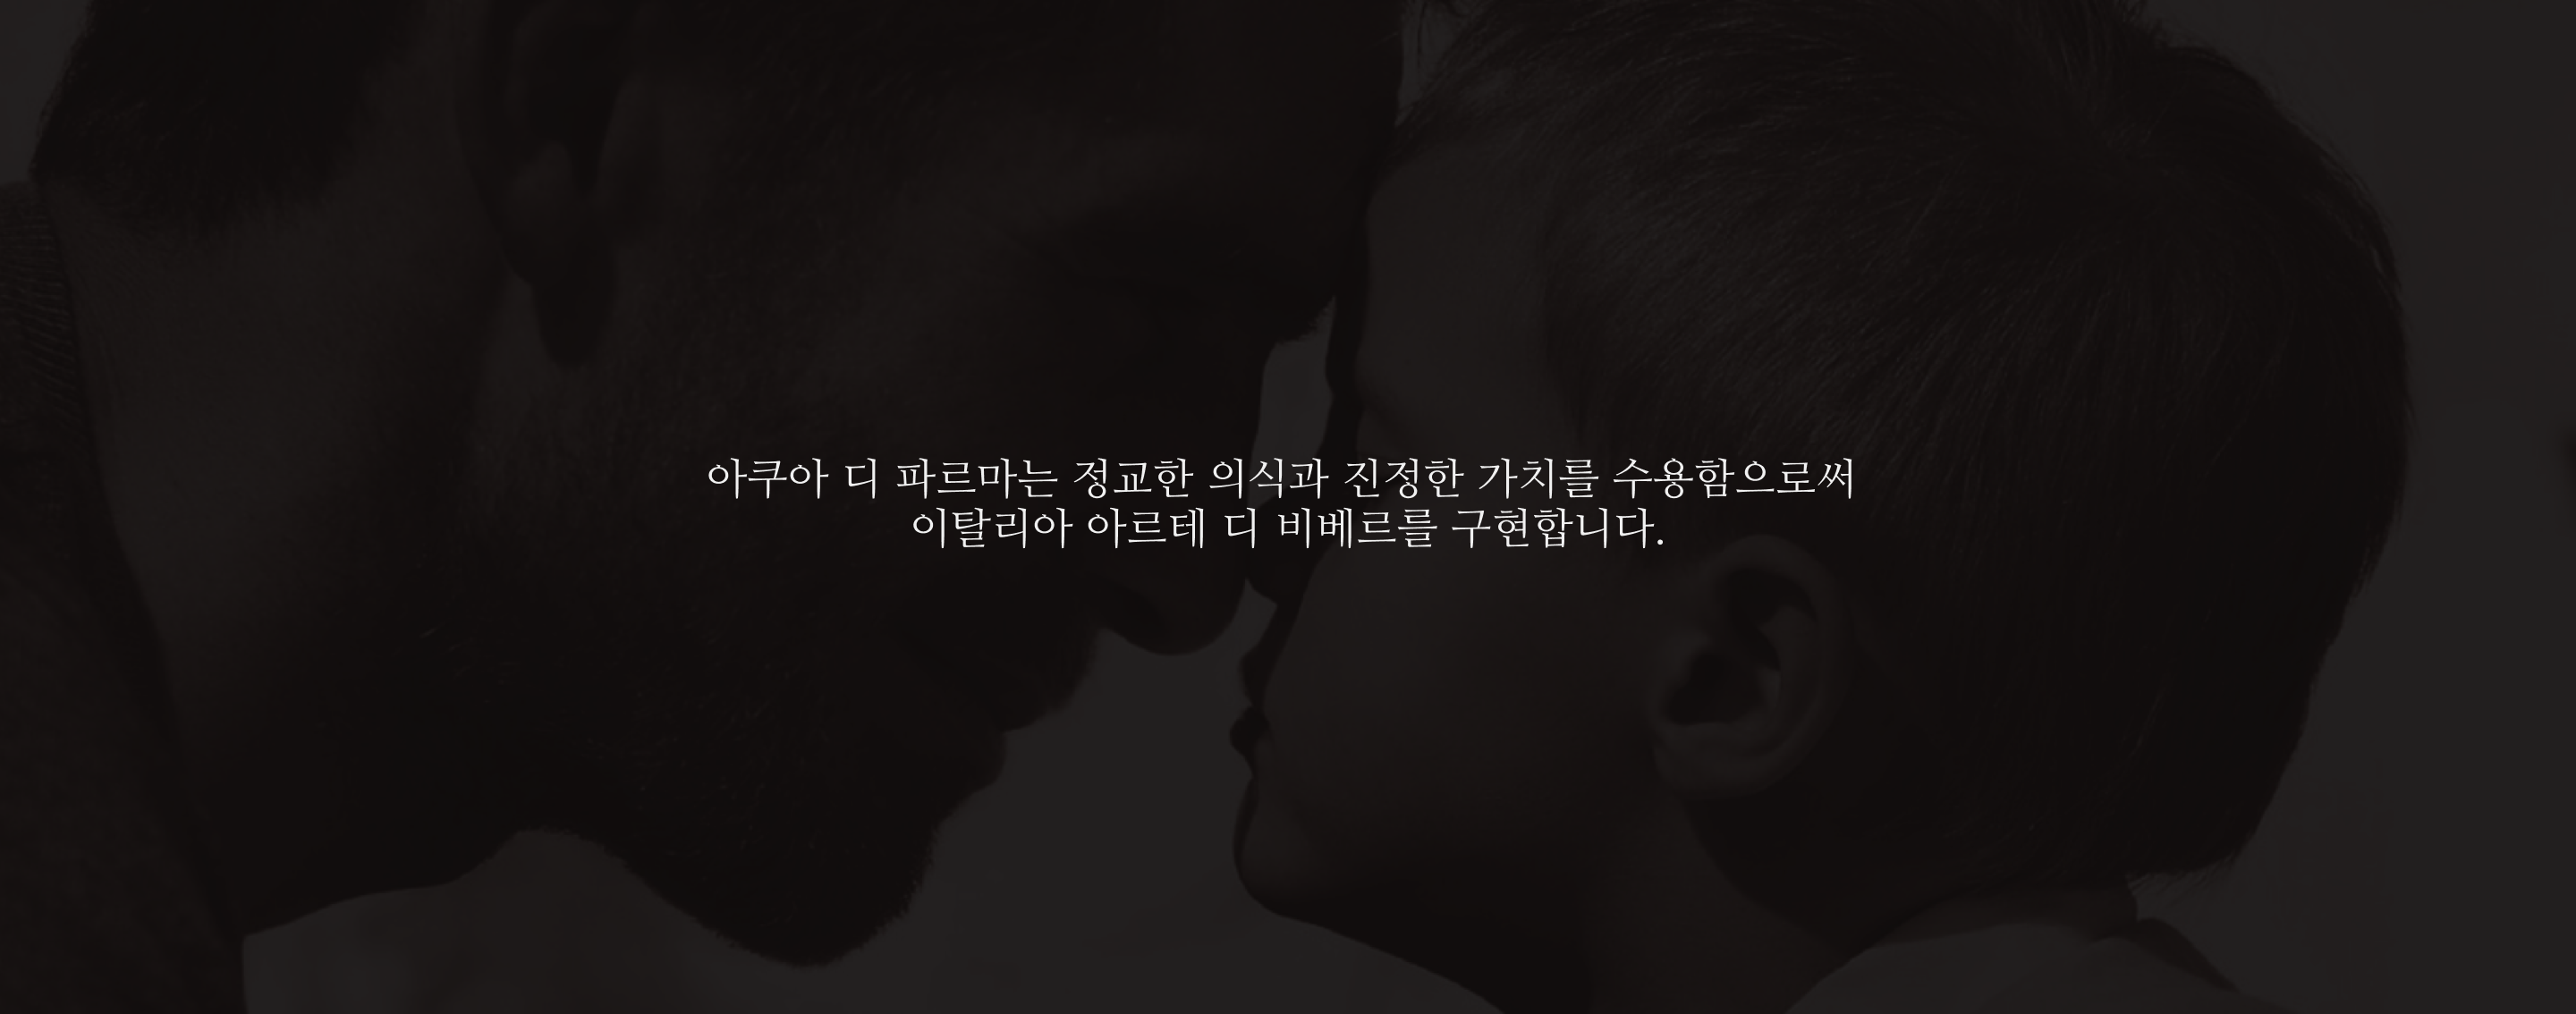 아쿠아 디 파르마는 정교한 의식과 진정한 가치를 수용함으로써
이탈리아 아르테 디 비베르를 구현합니다.